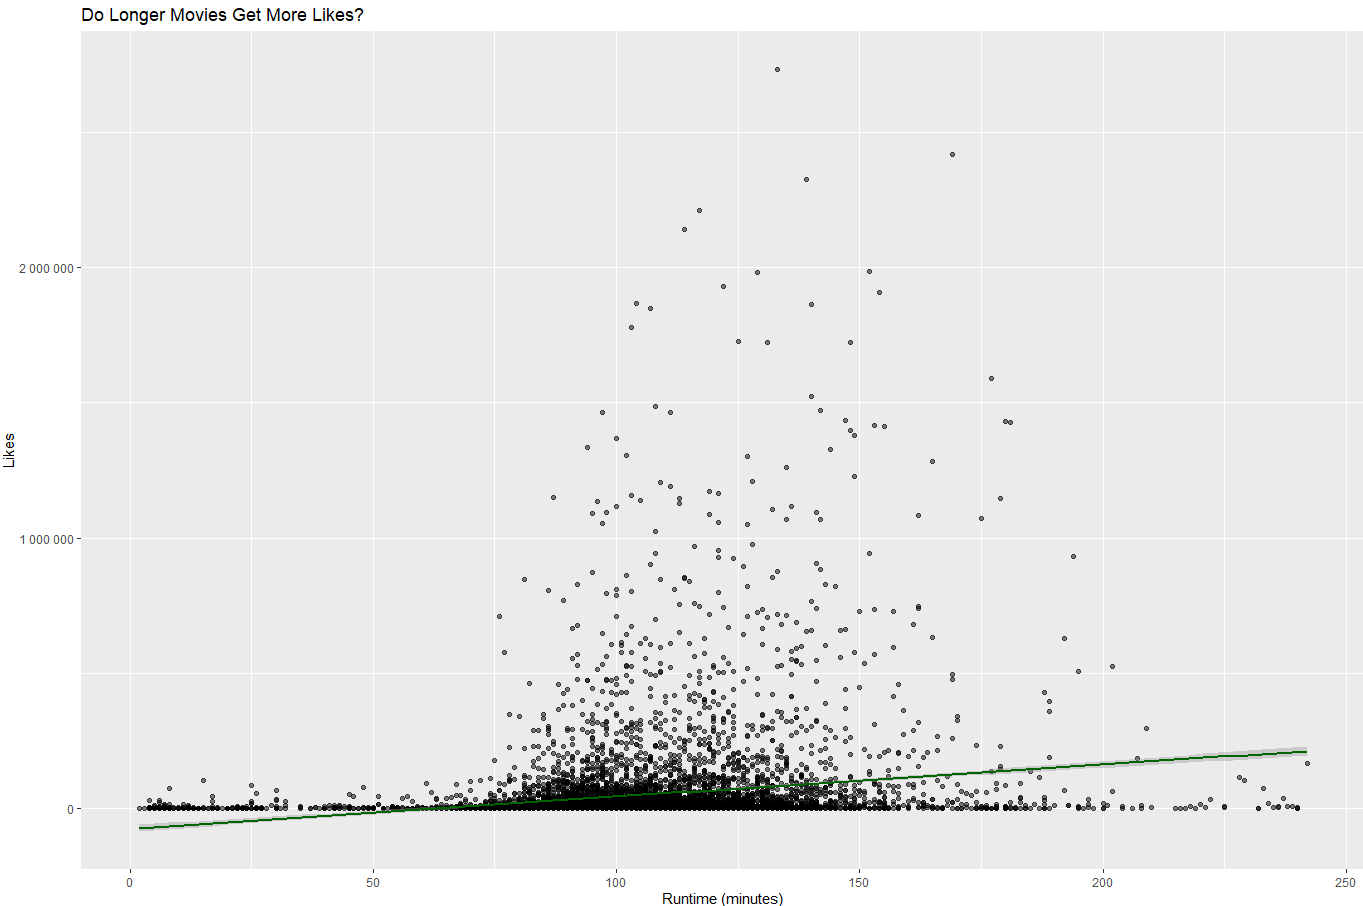 Do Longer Movies Get More Likes?
Likes
2 000 000
1 000 000
0
0 50 100 150 200 250
Runtime (minutes)